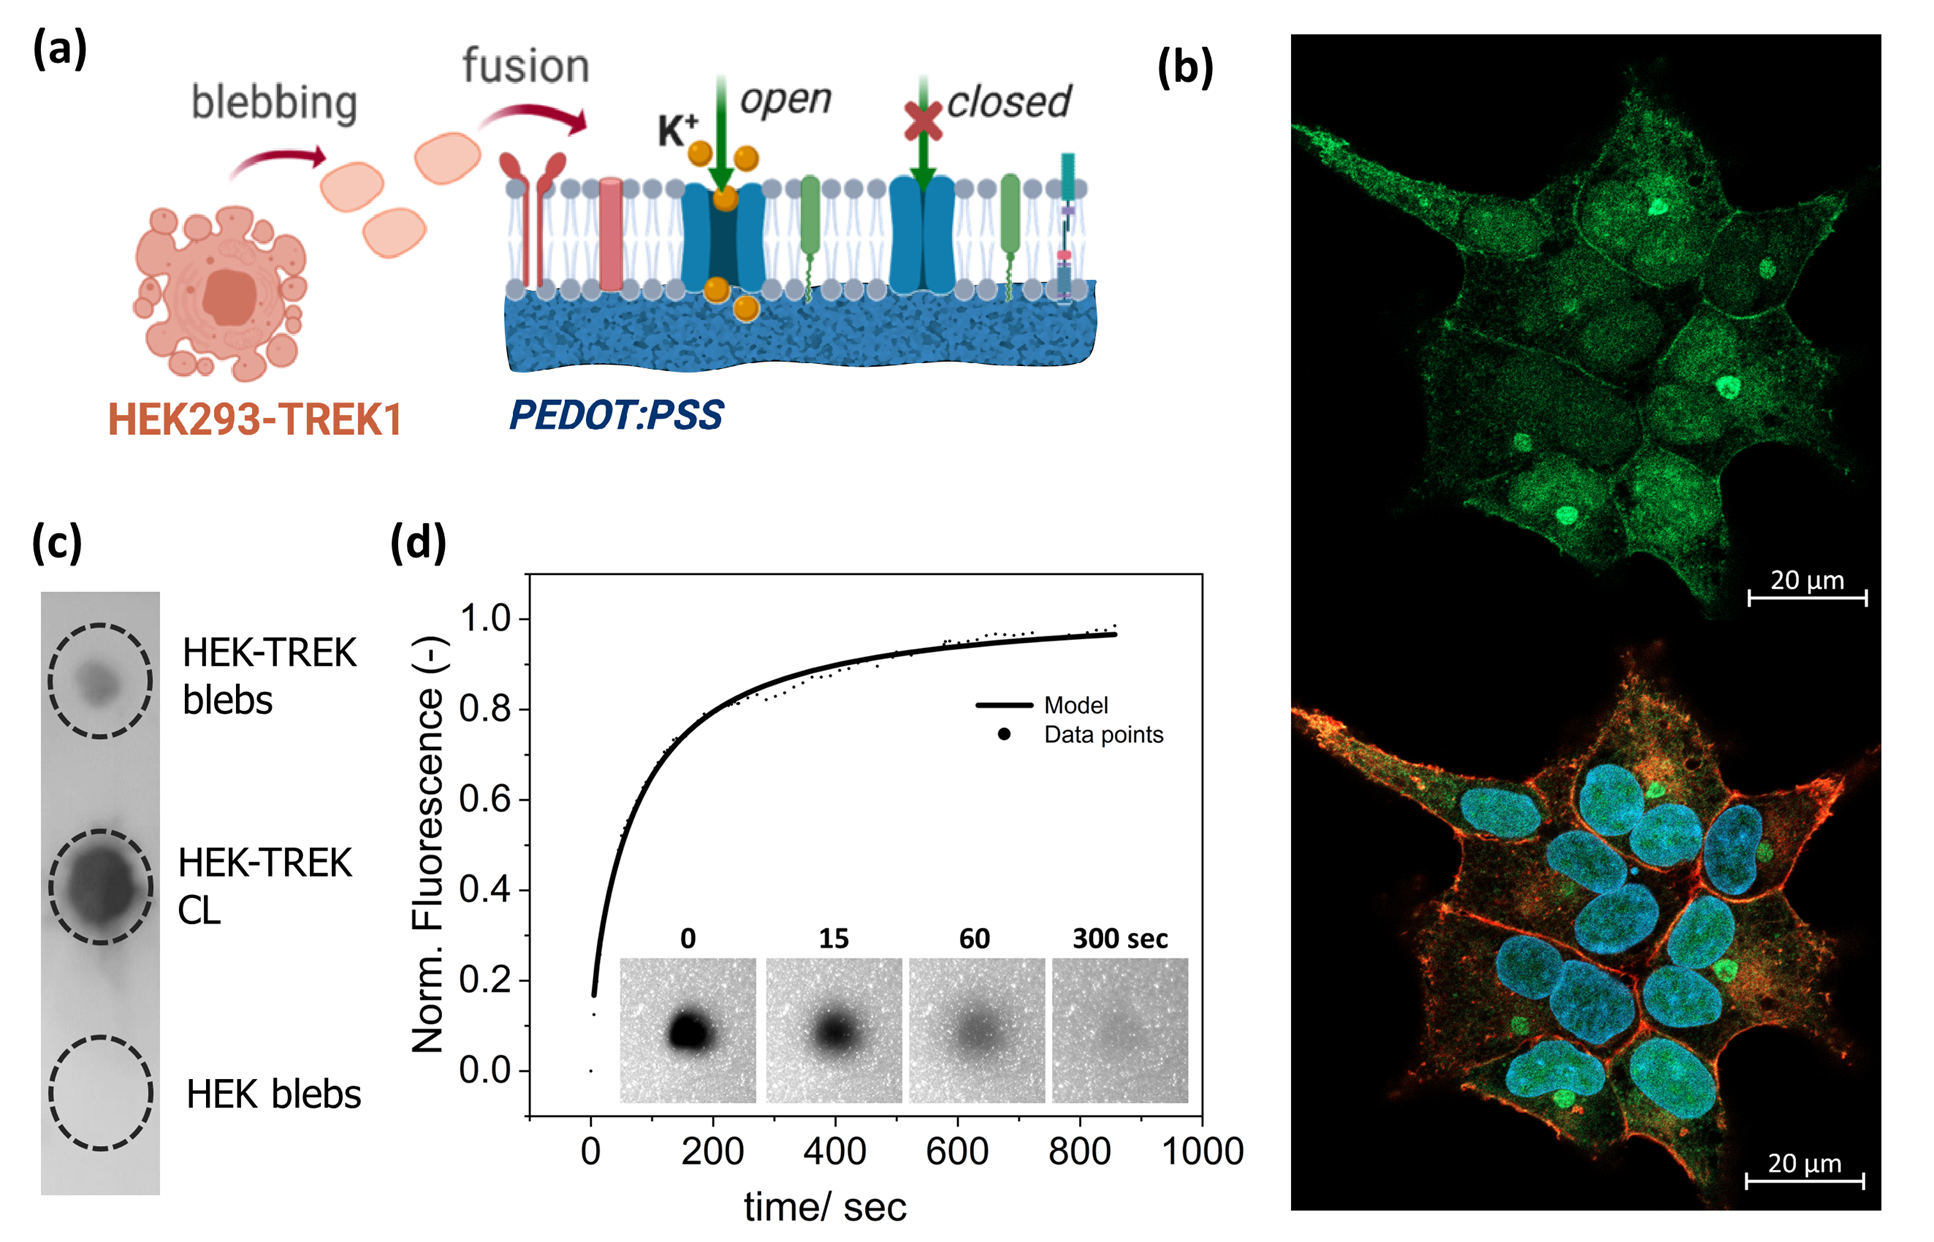 (a)
blebbing
fusion
K⁺
open
closed
HEK293-TREK1
PEDOT:PSS
(b)
20 µm
20 µm
(c)
HEK-TREK
blebs
HEK-TREK
CL
HEK blebs
(d)
Norm. Fluorescence (-)
1.0
0.8
0.6
0.4
0.2
0.0
Model
Data points
0 15 60 300 sec
0 200 400 600 800 1000
time/ sec